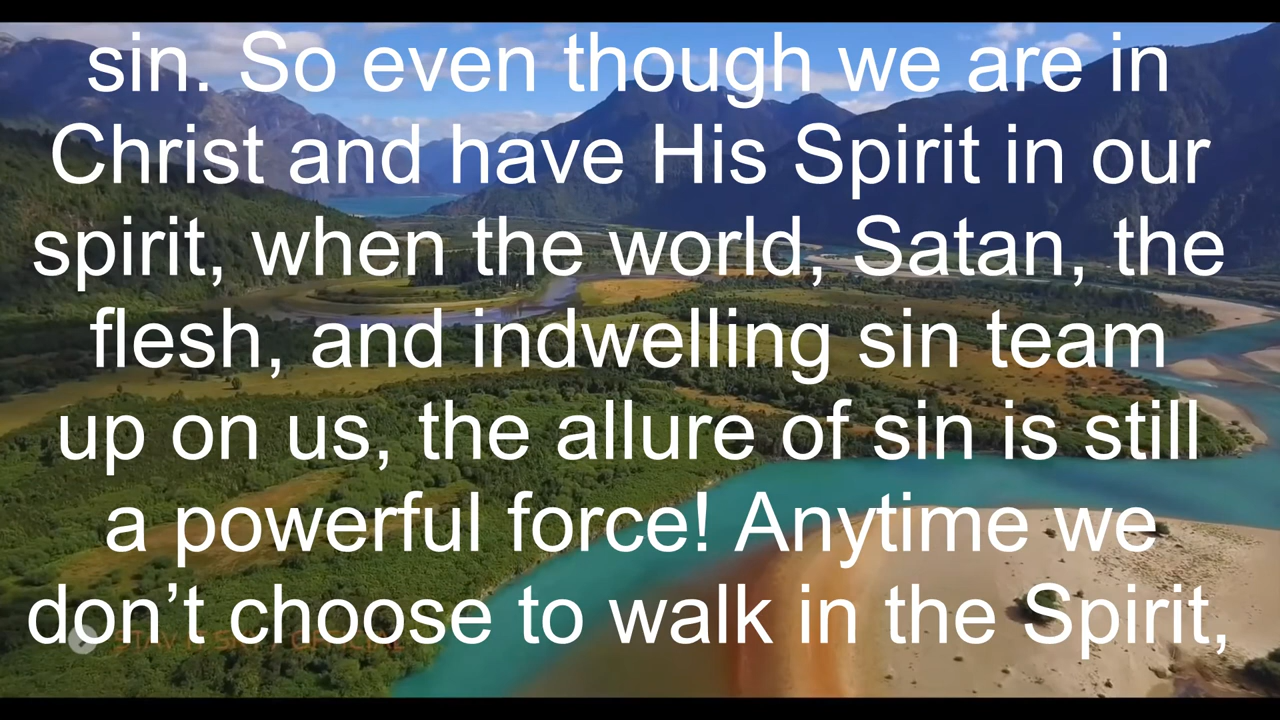 sin. So even though we are in
Christ and have His Spirit in our
spirit, when the world, Satan, the
flesh, and indwelling sin team
up on us, the allure of sin is still
a powerful force! Anytime we
don’t choose to walk in the Spirit,